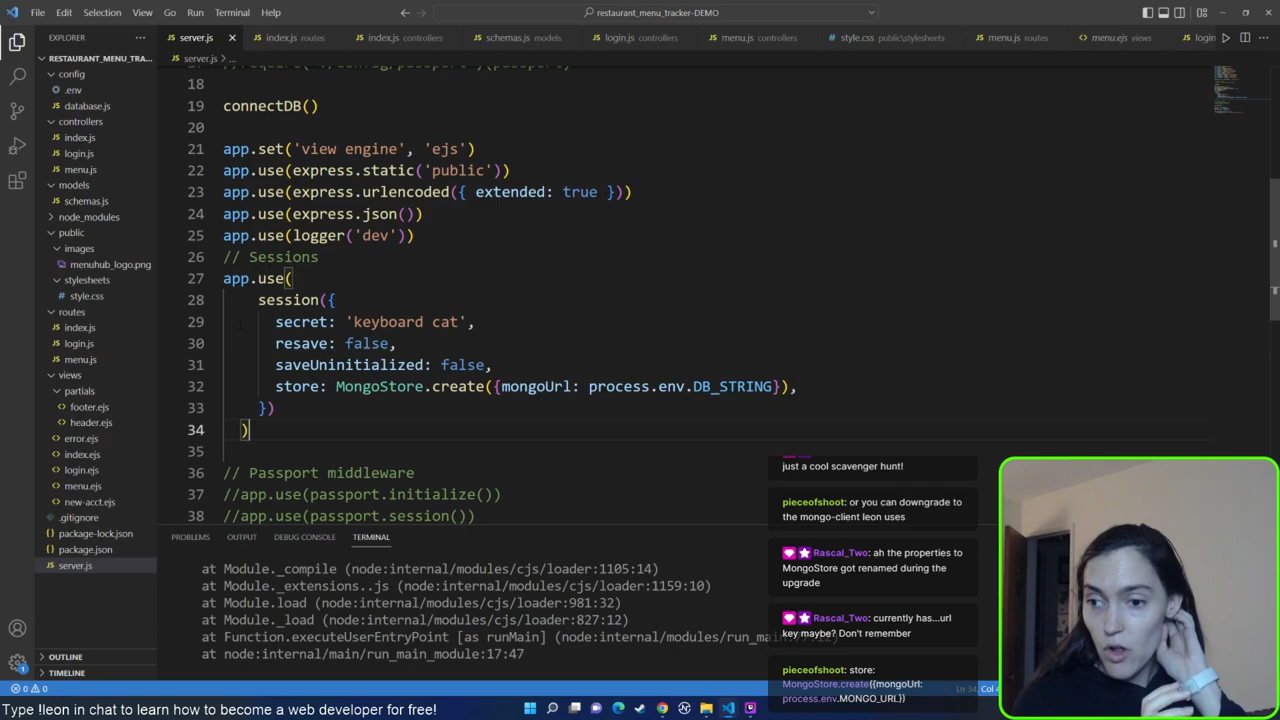 File Edit Selection View Go Run Terminal Help
restaurant_menu_tracker-DEMO
EXPLORER
server.js
index.js routes
index.js controllers
schemas.js models
login.js controllers
menu.js controllers
style.css public\stylesheets
menu.js routes
menu.ejs views
login
RESTAURANT_MENU_TRA...
server.js > ...
config
.env
database.js
controllers
index.js
login.js
menu.js
models
schemas.js
node_modules
public
images
menuhub_logo.png
stylesheets
style.css
routes
index.js
login.js
menu.js
views
partials
footer.ejs
header.ejs
error.ejs
index.ejs
login.ejs
menu.ejs
new-acct.ejs
.gitignore
package-lock.json
package.json
server.js
OUTLINE
TIMELINE
18
19 connectDB()
20
21 app.set('view engine', 'ejs')
22 app.use(express.static('public'))
23 app.use(express.urlencoded({ extended: true }))
24 app.use(express.json())
25 app.use(logger('dev'))
26 // Sessions
27 app.use(
28 session({
29 secret: 'keyboard cat',
30 resave: false,
31 saveUninitialized: false,
32 store: MongoStore.create({mongoUrl: process.env.DB_STRING}),
33 })
34 )
35
36 // Passport middleware
37 //app.use(passport.initialize())
38 //app.use(passport.session())
PROBLEMS OUTPUT DEBUG CONSOLE TERMINAL
at Module._compile (node:internal/modules/cjs/loader:1105:14)
at Module._extensions..js (node:internal/modules/cjs/loader:1159:10)
at Module.load (node:internal/modules/cjs/loader:981:32)
at Module._load (node:internal/modules/cjs/loader:827:12)
at Function.executeUserEntryPoint [as runMain] (node:internal/modules/run_main
at node:internal/main/run_main_module:17:47
just a cool scavenger hunt!
pieceofshoot: or you can downgrade to
the mongo-client leon uses
Rascal_Two: ah the properties to
MongoStore got renamed during the
upgrade
Rascal_Two: currently has...url
key maybe? Don't remember
pieceofshoot: store:
MongoStore.create({mongoUrl:
process.env.MONGO_URL})
0 0
Ln 34, Col 4
Type !leon in chat to learn how to become a web developer for free!